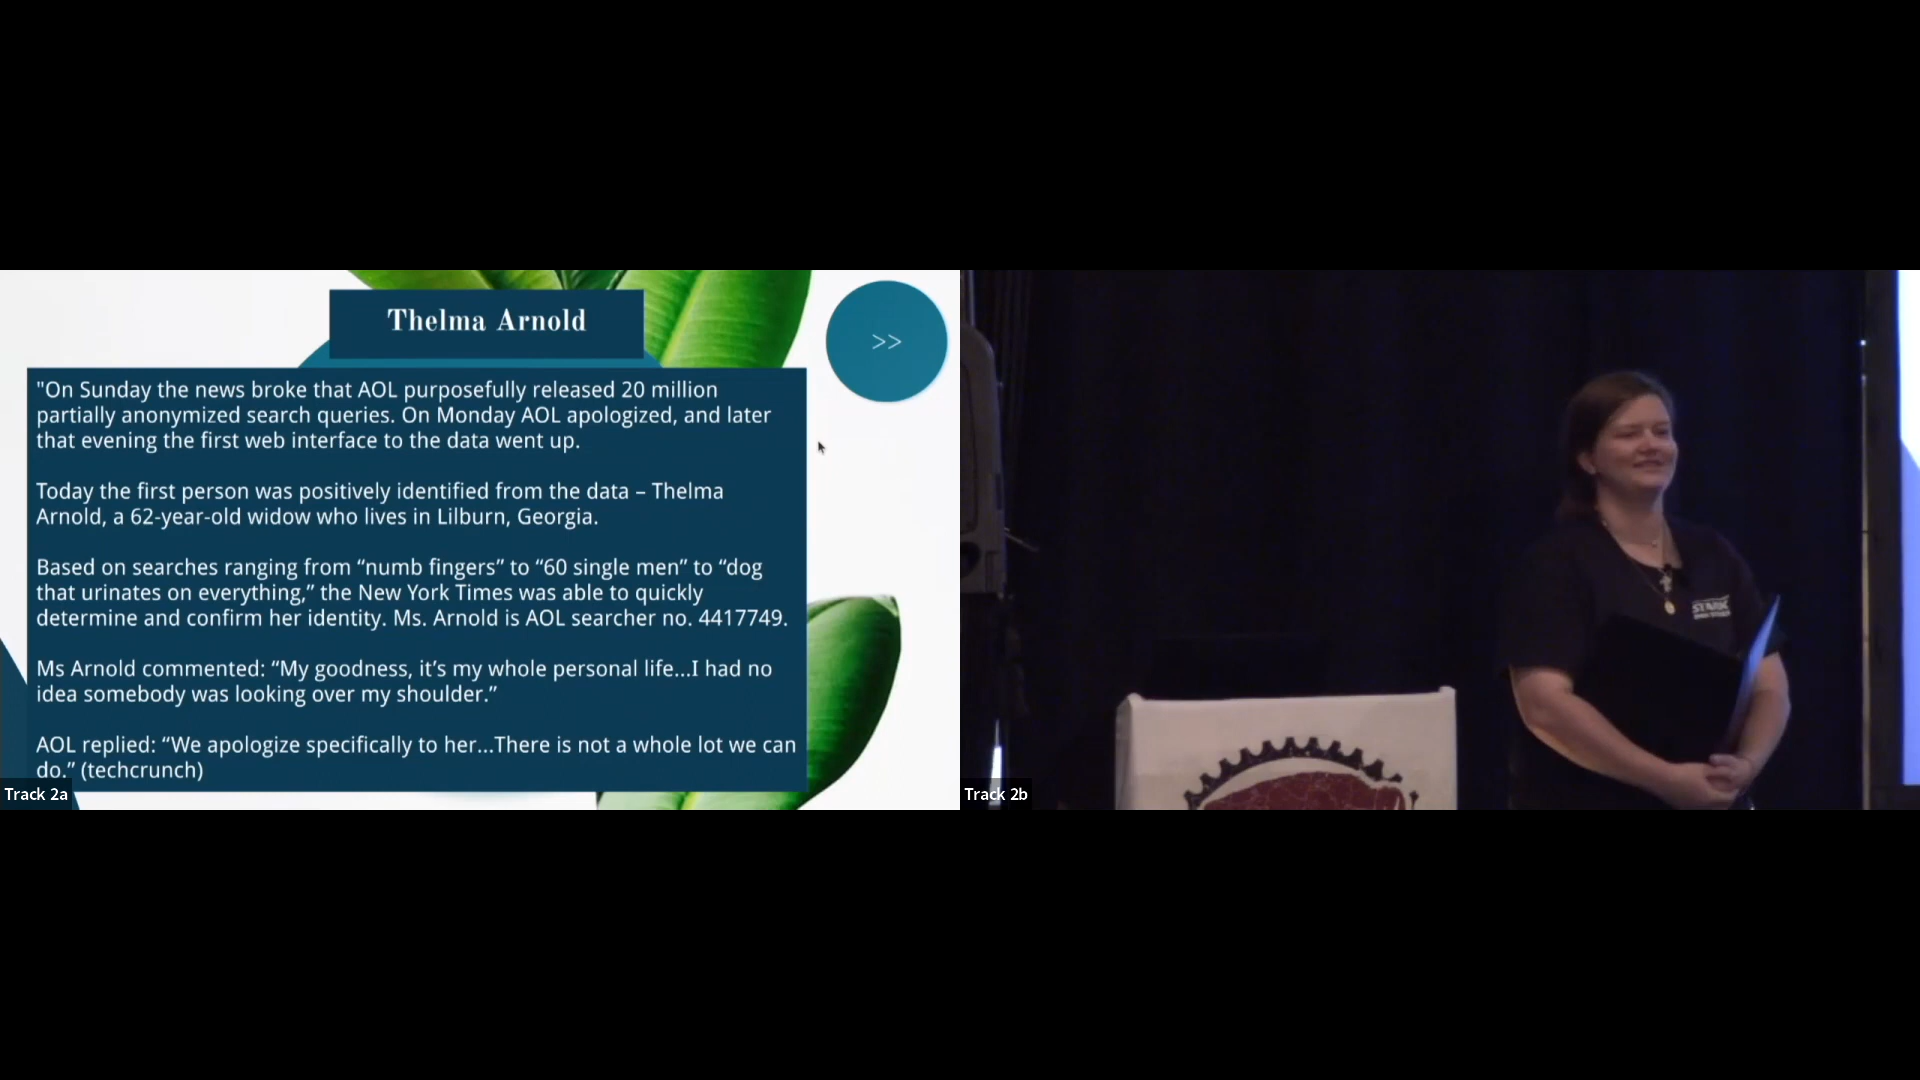 Thelma Arnold
>>
"On Sunday the news broke that AOL purposefully released 20 million
partially anonymized search queries. On Monday AOL apologized, and later
that evening the first web interface to the data went up.
Today the first person was positively identified from the data – Thelma
Arnold, a 62-year-old widow who lives in Lilburn, Georgia.
Based on searches ranging from “numb fingers” to “60 single men” to “dog
that urinates on everything,” the New York Times was able to quickly
determine and confirm her identity. Ms. Arnold is AOL searcher no. 4417749.
Ms Arnold commented: “My goodness, it’s my whole personal life...I had no
idea somebody was looking over my shoulder.”
AOL replied: “We apologize specifically to her...There is not a whole lot we can
do.” (techcrunch)
Track 2a
STARK
Track 2b